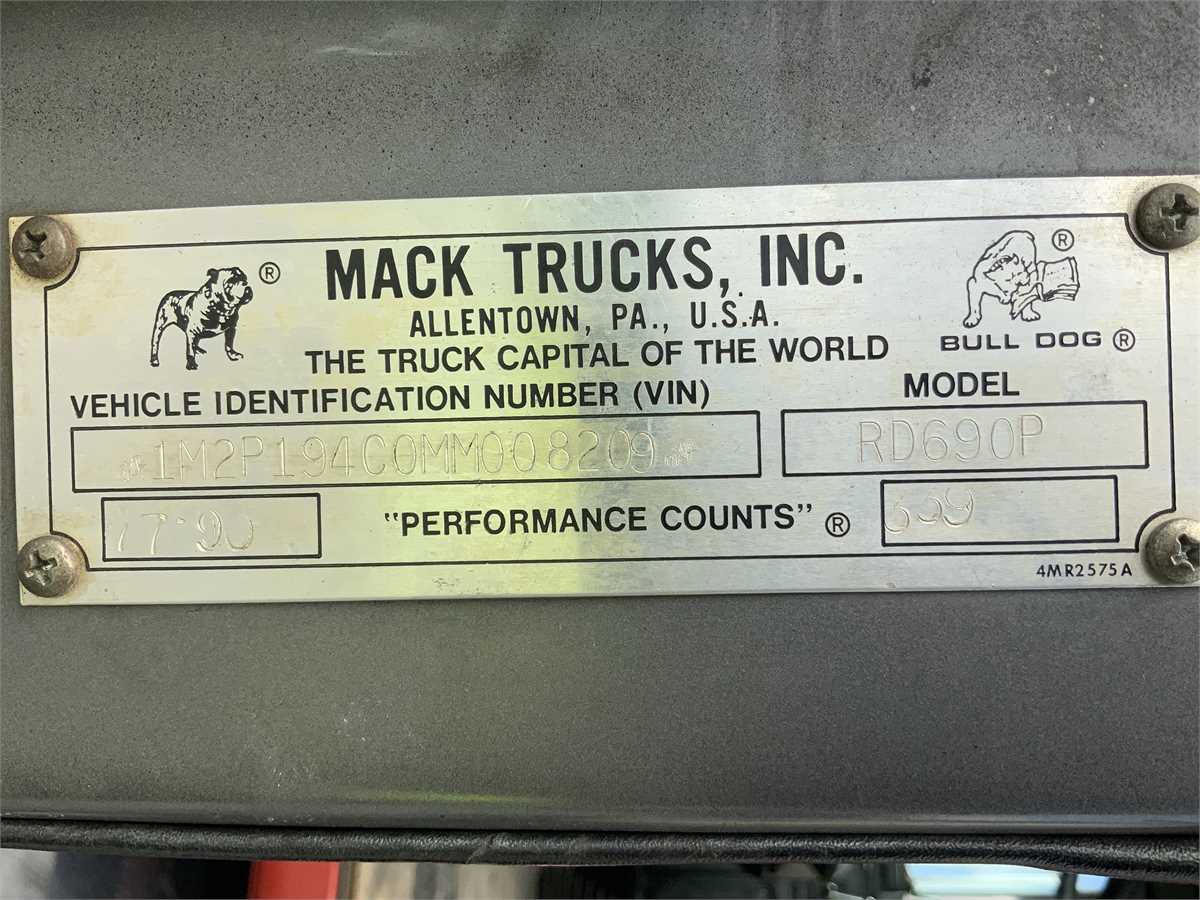 MACK TRUCKS, INC.
ALLENTOWN, PA., U.S.A.
THE TRUCK CAPITAL OF THE WORLD
® ®
BULL DOG ®
VEHICLE IDENTIFICATION NUMBER (VIN) MODEL
1M2P194C0MM008209 RD690P
"PERFORMANCE COUNTS" ®
4MR2575A